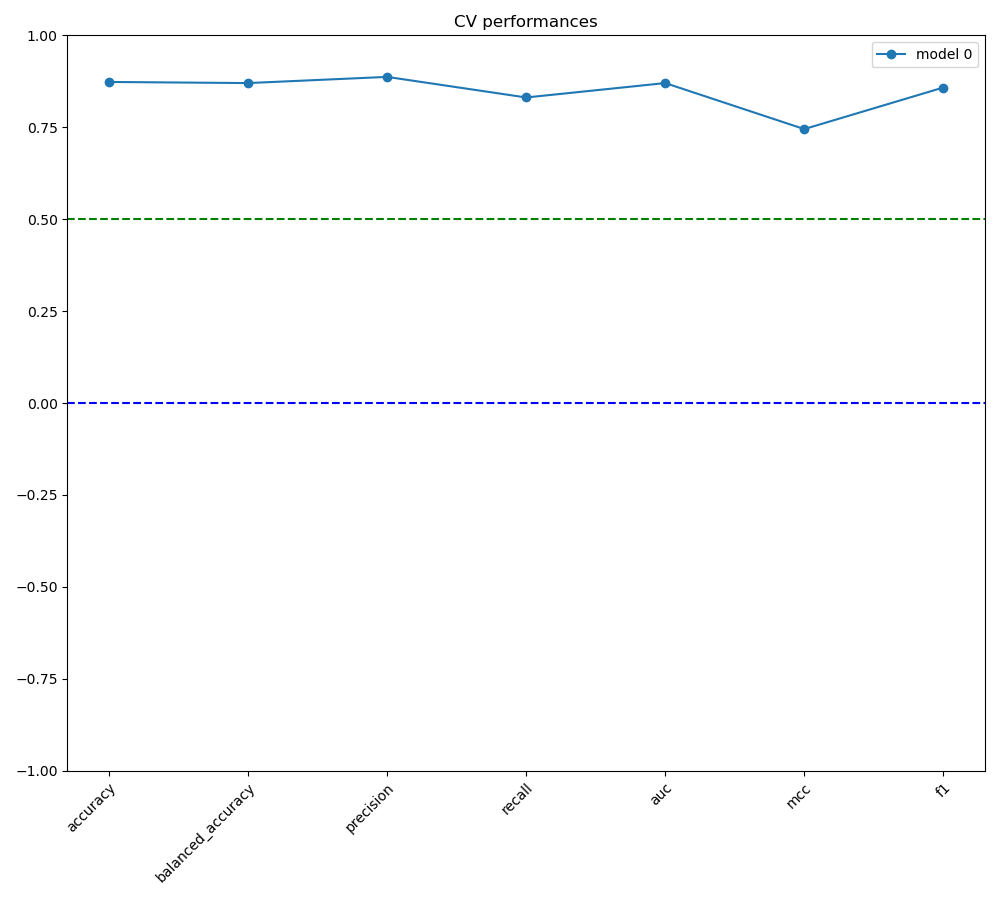 CV performances
model 0
1.00
0.75
0.50
0.25
0.00
−0.25
−0.50
−0.75
−1.00
accuracy
balanced_accuracy
precision
recall
auc
mcc
f1